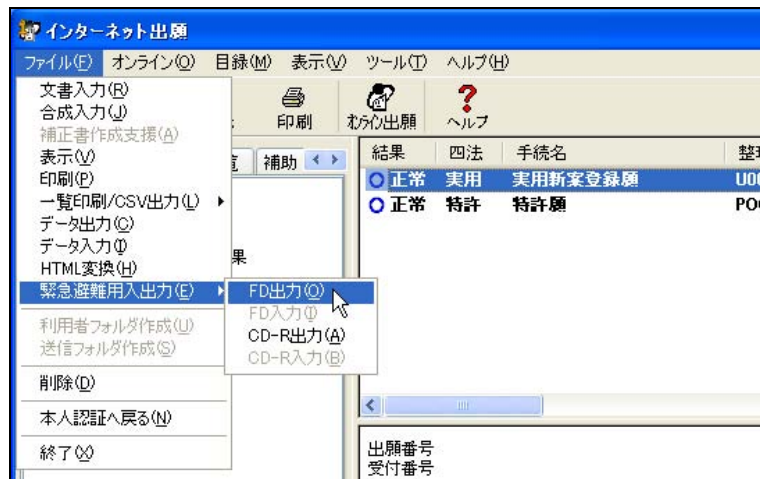 インターネット出願
ファイル(F) オンライン(O) 目録(M) 表示(V) ツール(T) ヘルプ(H)
文書入力(R)
合成入力(J)
補正書作成支援(A)
表示(V)
印刷(P)
一覧印刷/CSV出力(L)
データ出力(C)
データ入力(I)
HTML変換(H)
緊急避難用入出力(E)
利用者フォルダ作成(U)
送信フォルダ作成(S)
削除(D)
本人認証へ戻る(N)
終了(X)
FD出力(O)
FD入力(I)
CD-R出力(A)
CD-R入力(B)
印刷 オンライン出願 ヘルプ
補助
果
結果 四法 手続名 整
正常 実用 実用新案登録願 U00
正常 特許 特許願 P00
出願番号
受付番号